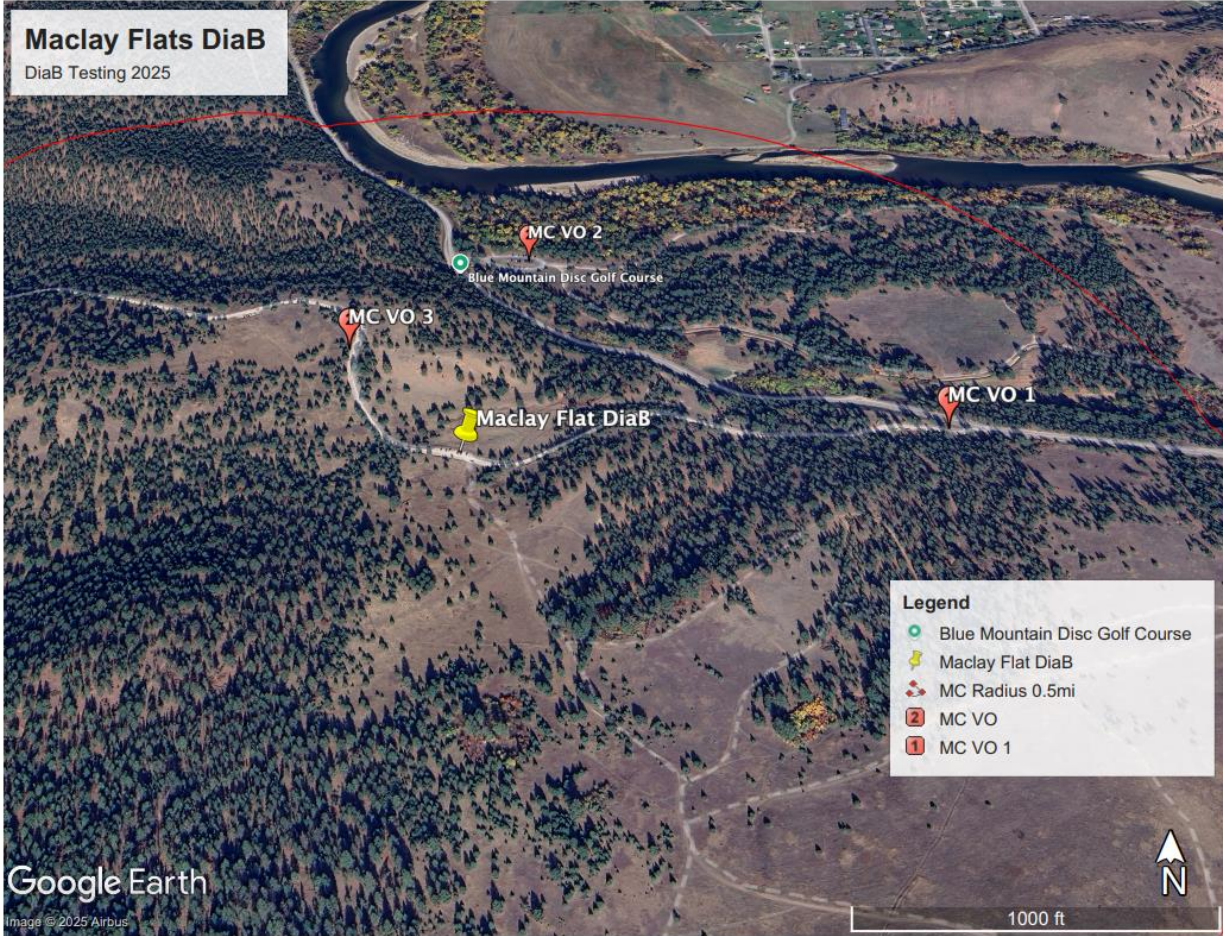 Maclay Flats DiaB
DiaB Testing 2025
MC VO 2
Blue Mountain Disc Golf Course
MC VO 3
MC VO 1
Maclay Flat DiaB
Legend
Blue Mountain Disc Golf Course
Maclay Flat DiaB
MC Radius 0.5mi
2 MC VO
1 MC VO 1
N
Google Earth
Image © 2025 Airbus
1000 ft